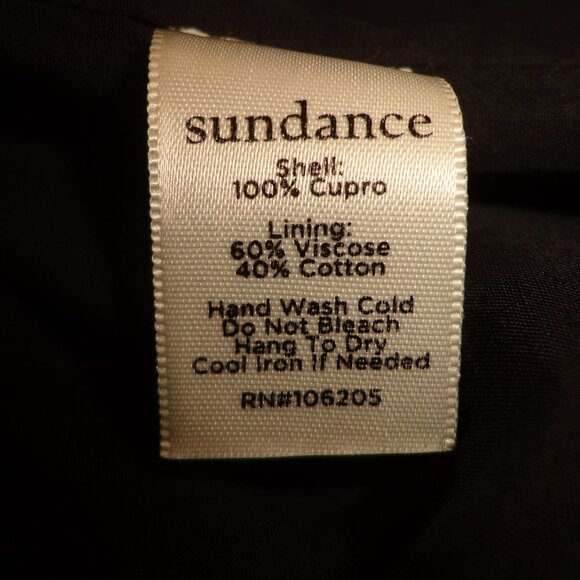 sundance
Shell:
100% Cupro
Lining:
60% Viscose
40% Cotton
Hand Wash Cold
Do Not Bleach
Hang To Dry
Cool Iron If Needed
RN#106205